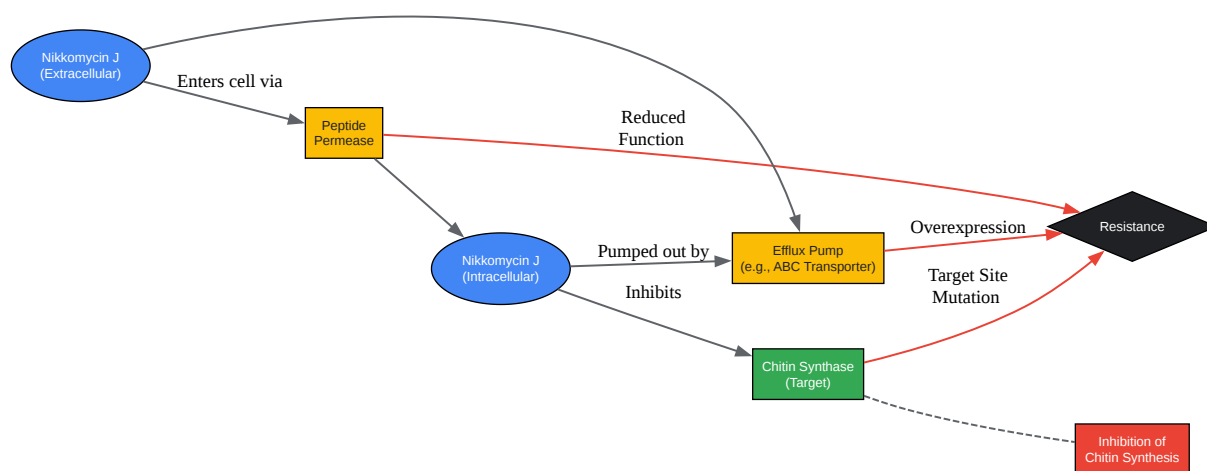 Nikkomycin J
(Extracellular)
Enters cell via
Peptide
Permease
Reduced
Function
Nikkomycin J
(Intracellular)
Pumped out by
Inhibits
Efflux Pump
(e.g., ABC Transporter)
Overexpression
Resistance
Target Site
Mutation
Chitin Synthase
(Target)
Inhibition of
Chitin Synthesis